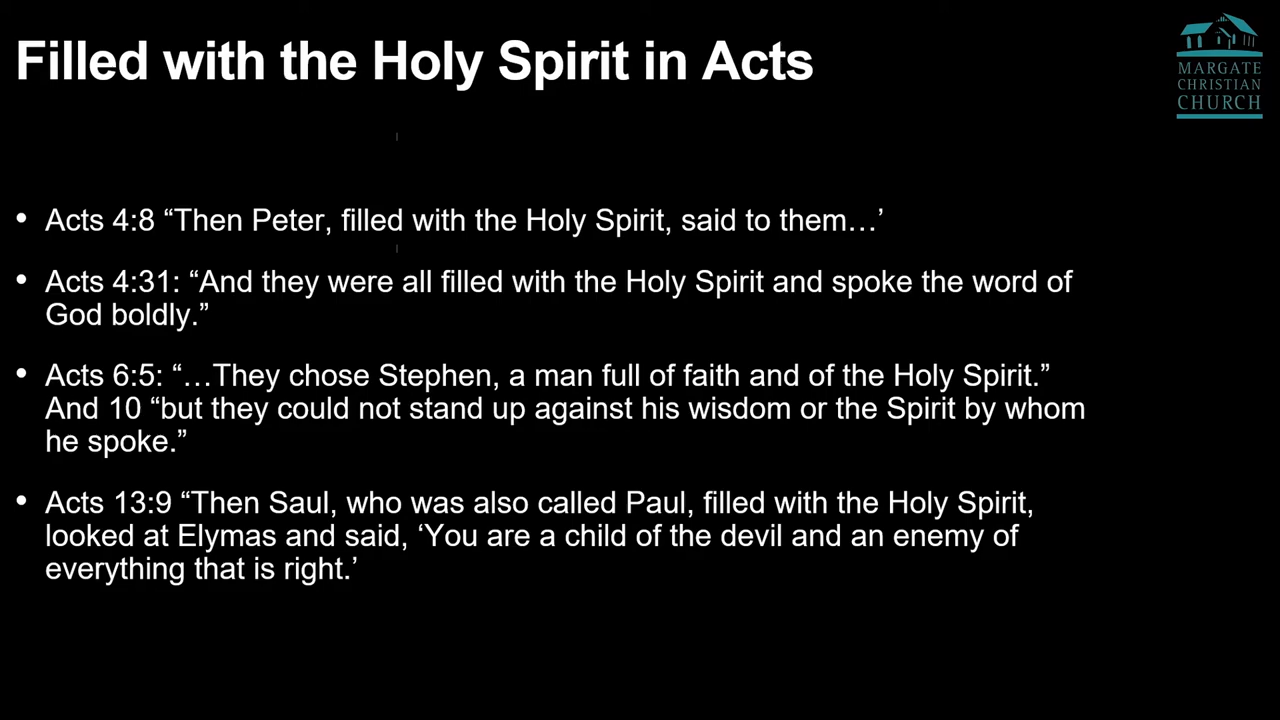 Filled with the Holy Spirit in Acts
MARGATE
CHRISTIAN
CHURCH
• Acts 4:8 “Then Peter, filled with the Holy Spirit, said to them…’
• Acts 4:31: “And they were all filled with the Holy Spirit and spoke the word of
God boldly.”
• Acts 6:5: “…They chose Stephen, a man full of faith and of the Holy Spirit.”
And 10 “but they could not stand up against his wisdom or the Spirit by whom
he spoke.”
• Acts 13:9 “Then Saul, who was also called Paul, filled with the Holy Spirit,
looked at Elymas and said, ‘You are a child of the devil and an enemy of
everything that is right.’